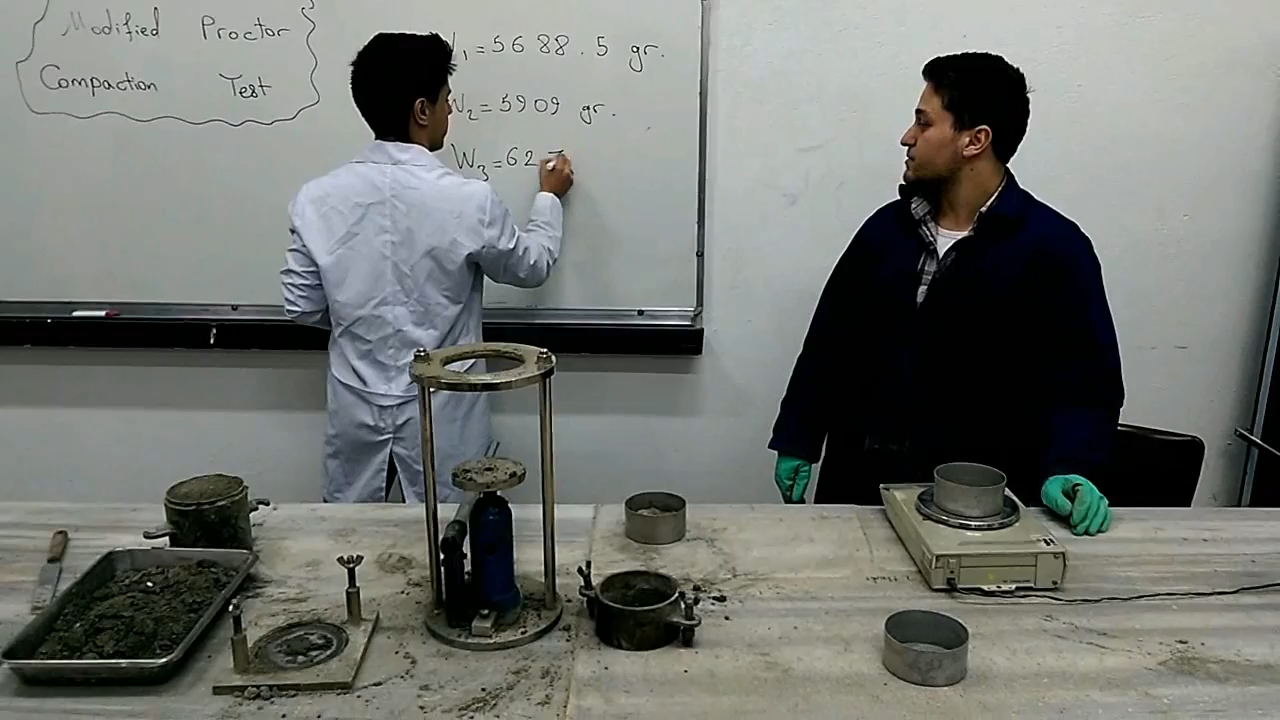 Modified Proctor
Compaction Test
W1 = 5688.5 gr.
W2 = 5909 gr.
W3 = 62